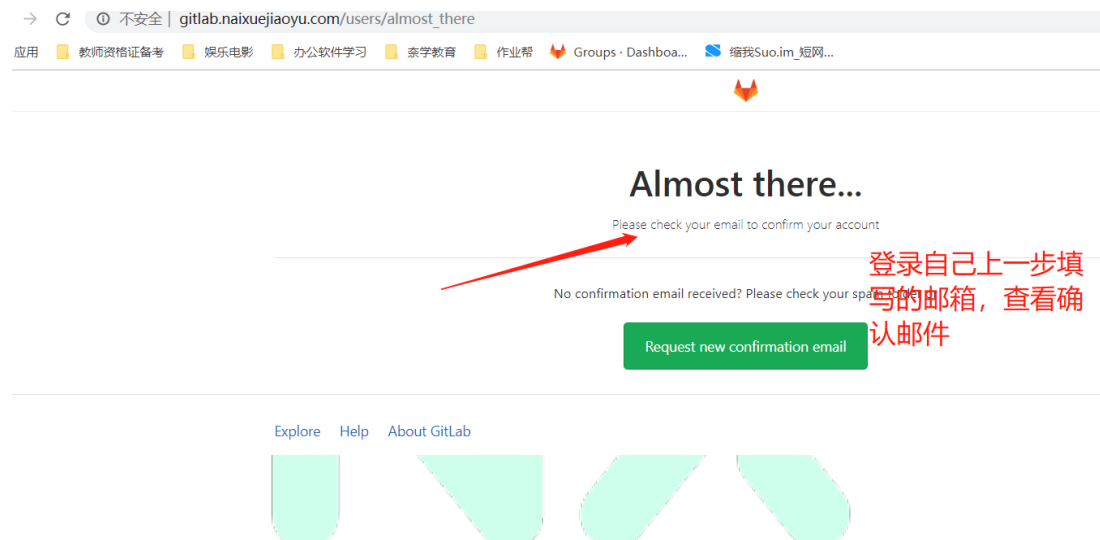 不安全 | gitlab.naixuejiaoyu.com/users/almost_there
应用 教师资格证备考 娱乐电影 办公软件学习 奈学教育 作业帮 Groups · Dashboa... 缩我Suo.im_短网...
Almost there...
Please check your email to confirm your account
登录自己上一步填
写的邮箱，查看确
认邮件
No confirmation email received? Please check your spam folder
Request new confirmation email
Explore Help About GitLab